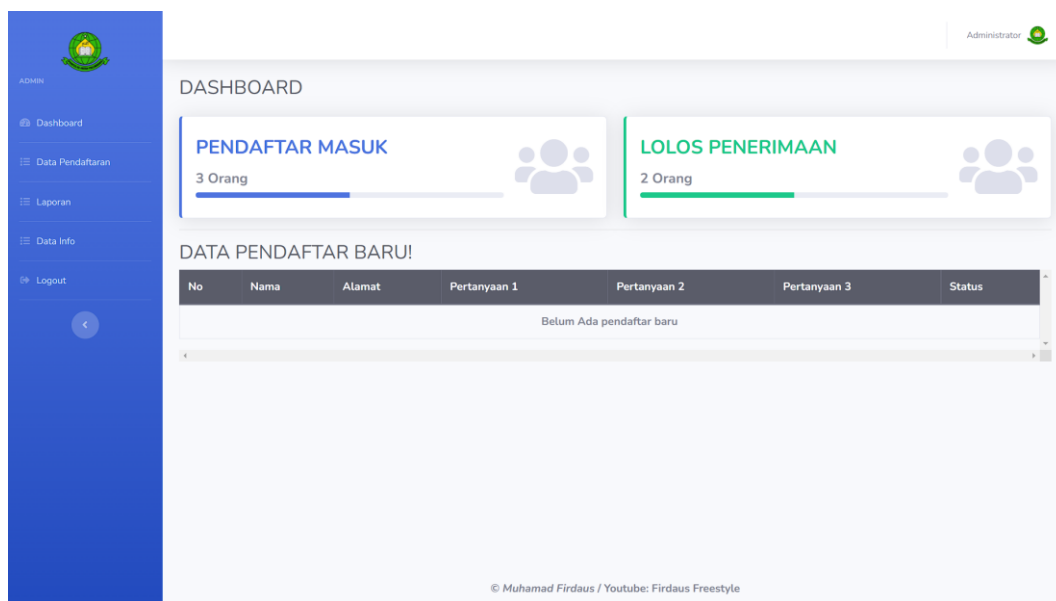 Administrator
ADMIN
Dashboard
Data Pendaftaran
Laporan
Data Info
Logout
DASHBOARD
PENDAFTAR MASUK
3 Orang
LOLOS PENERIMAAN
2 Orang
DATA PENDAFTAR BARU!
No Nama Alamat Pertanyaan 1 Pertanyaan 2 Pertanyaan 3 Status
Belum Ada pendaftar baru
© Muhamad Firdaus / Youtube: Firdaus Freestyle